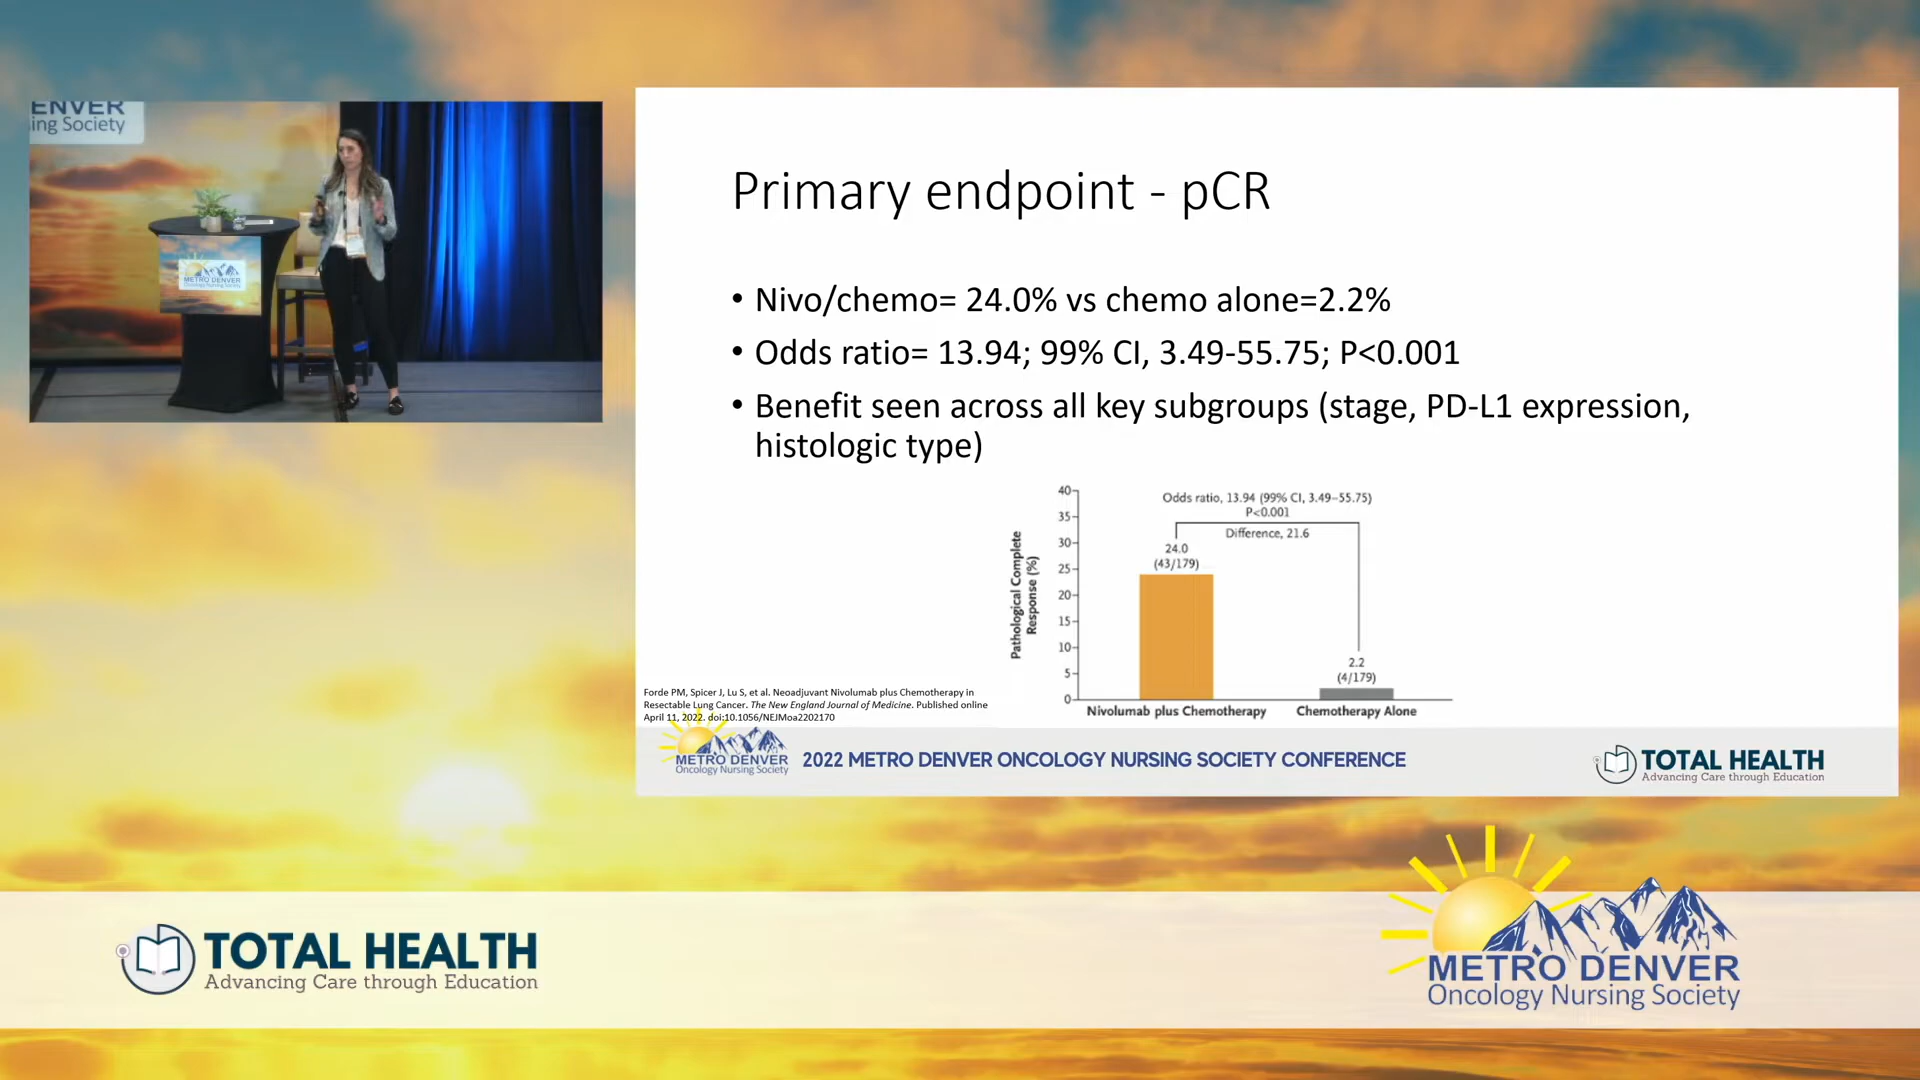 ENVER
ing Society
METRO DENVER
Oncology Nursing Society
Primary endpoint - pCR
• Nivo/chemo= 24.0% vs chemo alone=2.2%
• Odds ratio= 13.94; 99% CI, 3.49-55.75; P<0.001
• Benefit seen across all key subgroups (stage, PD-L1 expression,
histologic type)
Pathological Complete
Response (%)
40
35
30
25
20
15
10
5
0
Odds ratio, 13.94 (99% CI, 3.49–55.75)
P<0.001
Difference, 21.6
24.0
(43/179)
2.2
(4/179)
Nivolumab plus Chemotherapy
Chemotherapy Alone
Forde PM, Spicer J, Lu S, et al. Neoadjuvant Nivolumab plus Chemotherapy in
Resectable Lung Cancer. The New England Journal of Medicine. Published online
April 11, 2022. doi:10.1056/NEJMoa2202170
METRO DENVER
Oncology Nursing Society
2022 METRO DENVER ONCOLOGY NURSING SOCIETY CONFERENCE
TOTAL HEALTH
Advancing Care through Education
TOTAL HEALTH
Advancing Care through Education
METRO DENVER
Oncology Nursing Society